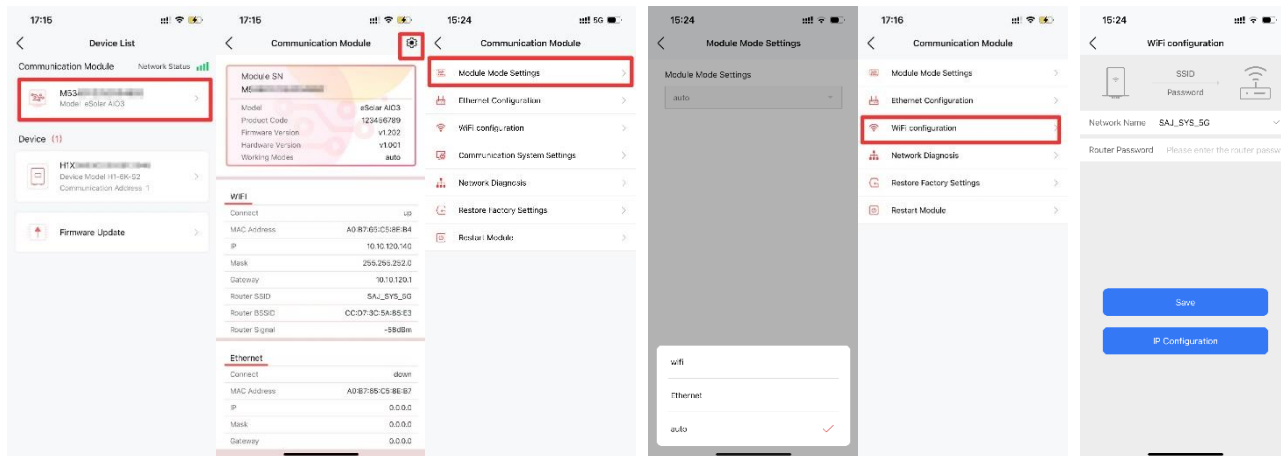 17:15
Device List
Communication Module Network Status
M53
Model eSolar AIO3
Device (1)
H1X
Device Model H1-6K-S2
Communication Address 1
Firmware Update
17:15
Communication Module
Module SN
M5
Model eSolar AIO3
Product Code 123456789
Firmware Version v1.202
Hardware Version v1.001
Working Modes auto
WIFI
Connect up
MAC Address A0:B7:65:C5:8E:B4
IP 10.10.120.140
Mask 255.255.252.0
Gateway 10.10.120.1
Router SSID SAJ_SYS_5G
Router BSSID CC:D7:3C:5A:85:E3
Router Signal -58dBm
Ethernet
Connect down
MAC Address A0:B7:65:C5:8E:B7
IP 0.0.0.0
Mask 0.0.0.0
Gateway 0.0.0.0
15:24 5G
Communication Module
Module Mode Settings
Ethernet Configuration
WiFi configuration
Communication System Settings
Network Diagnosis
Restore Factory Settings
Restart Module
15:24
Module Mode Settings
Module Mode Settings
auto
wifi
Ethernet
auto
17:16
Communication Module
Module Mode Settings
Ethernet Configuration
WiFi configuration
Network Diagnosis
Restore Factory Settings
Restart Module
15:24
WiFi configuration
SSID
Password
Network Name SAJ_SYS_5G
Router Password Please enter the router passw
Save
IP Configuration